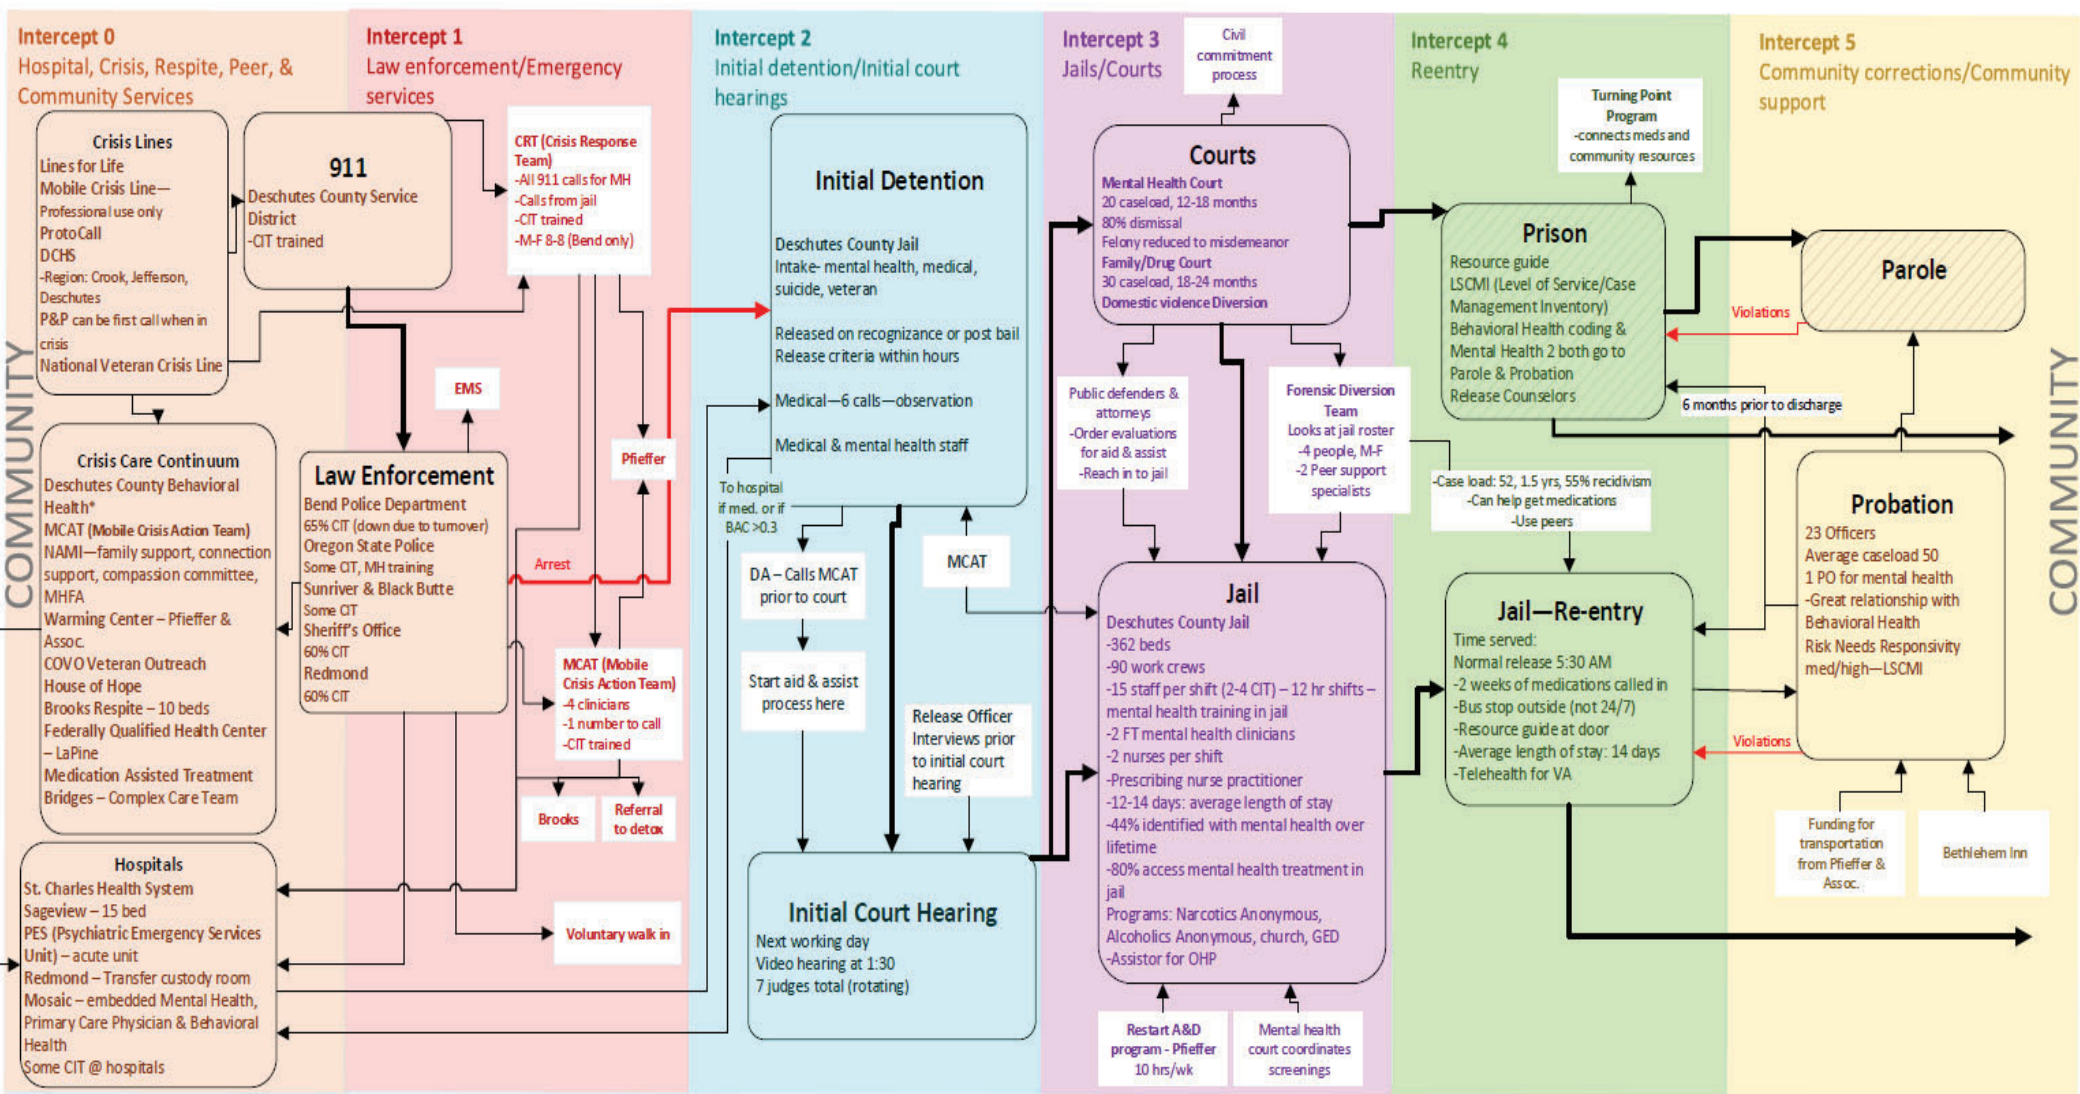 Intercept 0
Hospital, Crisis, Respite, Peer, &
Community Services
Intercept 1
Law enforcement/Emergency
services
Intercept 2
Initial detention/Initial court
hearings
Intercept 3
Jails/Courts
Intercept 4
Reentry
Intercept 5
Community corrections/Community
support
COMMUNITY
Crisis Lines
Lines for Life
Mobile Crisis Line—
Professional use only
ProtoCall
DCHS
-Region: Crook, Jefferson,
Deschutes
P&P can be first call when in
crisis
National Veteran Crisis Line
911
Deschutes County Service
District
-CIT trained
Crisis Care Continuum
Deschutes County Behavioral
Health*
MCAT (Mobile Crisis Action Team)
NAMI—family support, connection
support, compassion committee,
MHFA
Warming Center – Pfieffer &
Assoc.
COVO Veteran Outreach
House of Hope
Brooks Respite – 10 beds
Federally Qualified Health Center
– LaPine
Medication Assisted Treatment
Bridges – Complex Care Team
Hospitals
St. Charles Health System
Sageview – 15 bed
PES (Psychiatric Emergency Services
Unit) – acute unit
Redmond – Transfer custody room
Mosaic – embedded Mental Health,
Primary Care Physician & Behavioral
Health
Some CIT @ hospitals
CRT (Crisis Response
Team)
-All 911 calls for MH
-Calls from jail
-CIT trained
-M-F 8-8 (Bend only)
EMS
Pfieffer
Law Enforcement
Bend Police Department
65% CIT (down due to turnover)
Oregon State Police
Some CIT, MH training
Sunriver & Black Butte
Some CIT
Sheriff's Office
60% CIT
Redmond
60% CIT
Arrest
MCAT (Mobile
Crisis Action Team)
-4 clinicians
-1 number to call
-CIT trained
Brooks
Referral
to detox
Voluntary walk in
Initial Detention
Deschutes County Jail
Intake- mental health, medical,
suicide, veteran
Released on recognizance or post bail
Release criteria within hours
Medical—6 calls—observation
Medical & mental health staff
To hospital
if med. or if
BAC >0.3
DA – Calls MCAT
prior to court
MCAT
Start aid & assist
process here
Release Officer
Interviews prior
to initial court
hearing
Initial Court Hearing
Next working day
Video hearing at 1:30
7 judges total (rotating)
Civil
commitment
process
Courts
Mental Health Court
20 caseload, 12-18 months
80% dismissal
Felony reduced to misdemeanor
Family/Drug Court
30 caseload, 18-24 months
Domestic violence Diversion
Public defenders &
attorneys
-Order evaluations
for aid & assist
-Reach in to jail
Forensic Diversion
Team
Looks at jail roster
-4 people, M-F
-2 Peer support
specialists
Jail
Deschutes County Jail
-362 beds
-90 work crews
-15 staff per shift (2-4 CIT) – 12 hr shifts –
mental health training in jail
-2 FT mental health clinicians
-2 nurses per shift
-Prescribing nurse practitioner
-12-14 days: average length of stay
-44% identified with mental health over
lifetime
-80% access mental health treatment in
jail
Programs: Narcotics Anonymous,
Alcoholics Anonymous, church, GED
-Assistor for OHP
Restart A&D
program - Pfieffer
10 hrs/wk
Mental health
court coordinates
screenings
Turning Point
Program
-connects meds and
community resources
Prison
Resource guide
LSCMI (Level of Service/Case
Management Inventory)
Behavioral Health coding &
Mental Health 2 both go to
Parole & Probation
Release Counselors
-Case load: 52, 1.5 yrs, 55% recidivism
-Can help get medications
-Use peers
Jail—Re-entry
Time served:
Normal release 5:30 AM
-2 weeks of medications called in
-Bus stop outside (not 24/7)
-Resource guide at door
-Average length of stay: 14 days
-Telehealth for VA
Parole
Violations
6 months prior to discharge
Probation
23 Officers
Average caseload 50
1 PO for mental health
-Great relationship with
Behavioral Health
Risk Needs Responsivity
med/high—LSCMI
Violations
Funding for
transportation
from Pfieffer &
Assoc.
Bethlehem Inn
COMMUNITY